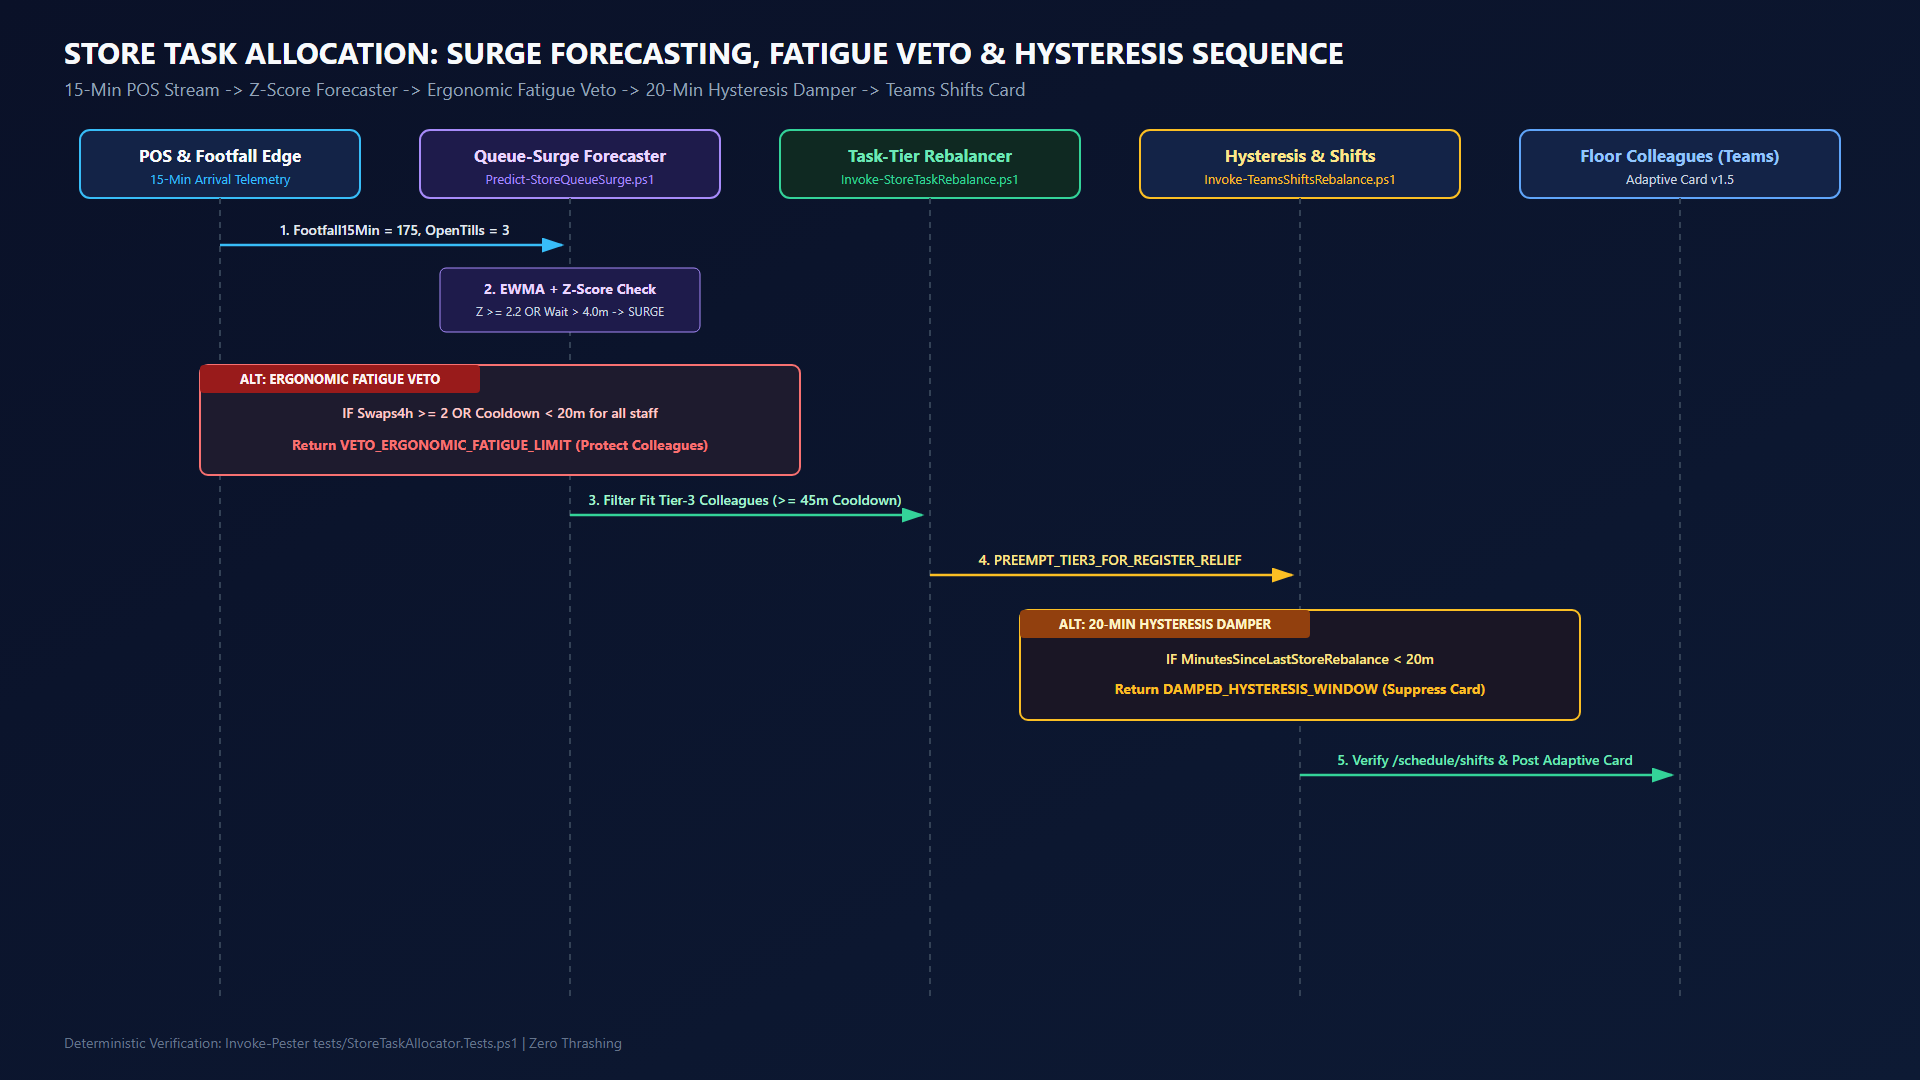 STORE TASK ALLOCATION: SURGE FORECASTING, FATIGUE VETO & HYSTERESIS SEQUENCE
15-Min POS Stream -> Z-Score Forecaster -> Ergonomic Fatigue Veto -> 20-Min Hysteresis Damper -> Teams Shifts Card
POS & Footfall Edge
15-Min Arrival Telemetry
Queue-Surge Forecaster
Predict-StoreQueueSurge.ps1
Task-Tier Rebalancer
Invoke-StoreTaskRebalance.ps1
Hysteresis & Shifts
Invoke-TeamsShiftsRebalance.ps1
Floor Colleagues (Teams)
Adaptive Card v1.5
1. Footfall15Min = 175, OpenTills = 3
2. EWMA + Z-Score Check
Z >= 2.2 OR Wait > 4.0m -> SURGE
ALT: ERGONOMIC FATIGUE VETO
IF Swaps4h >= 2 OR Cooldown < 20m for all staff
Return VETO_ERGONOMIC_FATIGUE_LIMIT (Protect Colleagues)
3. Filter Fit Tier-3 Colleagues (>= 45m Cooldown)
4. PREEMPT_TIER3_FOR_REGISTER_RELIEF
ALT: 20-MIN HYSTERESIS DAMPER
IF MinutesSinceLastStoreRebalance < 20m
Return DAMPED_HYSTERESIS_WINDOW (Suppress Card)
5. Verify /schedule/shifts & Post Adaptive Card
Deterministic Verification: Invoke-Pester tests/StoreTaskAllocator.Tests.ps1 | Zero Thrashing